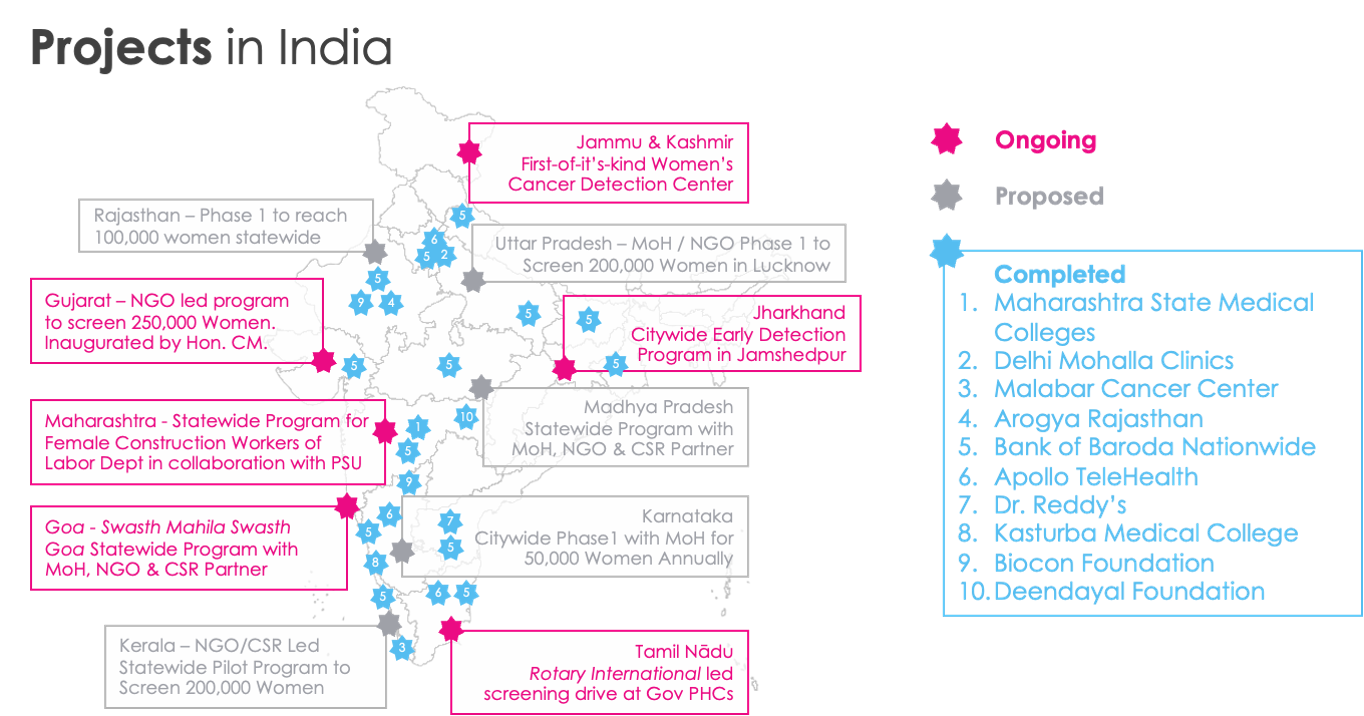 Projects in India
Jammu & Kashmir
First-of-it's-kind Women's
Cancer Detection Center
Rajasthan – Phase 1 to reach
100,000 women statewide
Uttar Pradesh – MoH / NGO Phase 1 to
Screen 200,000 Women in Lucknow
Gujarat – NGO led program
to screen 250,000 Women.
Inaugurated by Hon. CM.
Jharkhand
Citywide Early Detection
Program in Jamshedpur
Maharashtra - Statewide Program for
Female Construction Workers of
Labor Dept in collaboration with PSU
Madhya Pradesh
Statewide Program with
MoH, NGO & CSR Partner
Goa - Swasth Mahila Swasth
Goa Statewide Program with
MoH, NGO & CSR Partner
Karnataka
Citywide Phase1 with MoH for
50,000 Women Annually
Kerala – NGO/CSR Led
Statewide Pilot Program to
Screen 200,000 Women
Tamil Nādu
Rotary International led
screening drive at Gov PHCs
5
6
5 2
5
9 4
5
5
5
5
5
10
1
5
9
6
5
7
5
8
5
6 5
3
Ongoing
Proposed
Completed
1. Maharashtra State Medical
Colleges
2. Delhi Mohalla Clinics
3. Malabar Cancer Center
4. Arogya Rajasthan
5. Bank of Baroda Nationwide
6. Apollo TeleHealth
7. Dr. Reddy's
8. Kasturba Medical College
9. Biocon Foundation
10. Deendayal Foundation